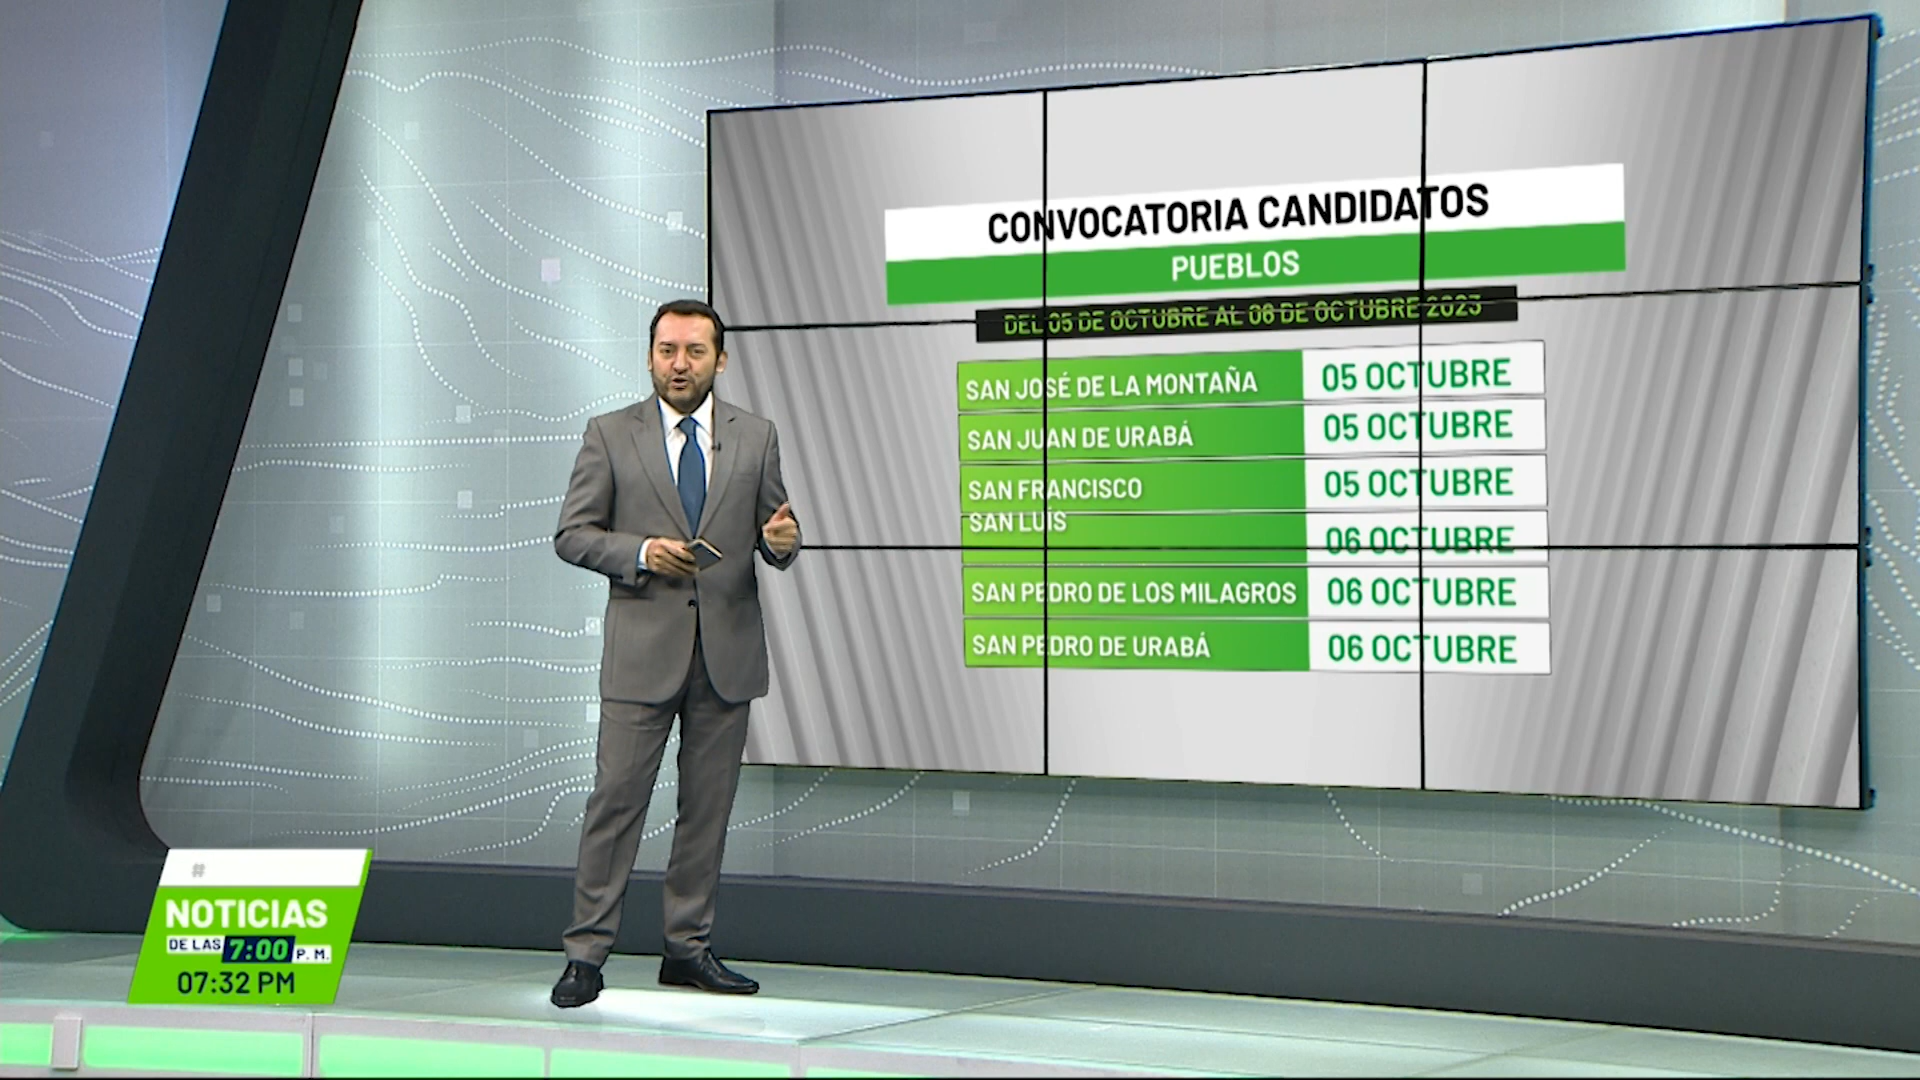 CONVOCATORIA CANDIDATOS
PUEBLOS
DEL 05 DE OCTUBRE AL 06 DE OCTUBRE 2023
SAN JOSÉ DE LA MONTAÑA 05 OCTUBRE
SAN JUAN DE URABÁ 05 OCTUBRE
SAN FRANCISCO 05 OCTUBRE
SAN LUÍS 06 OCTUBRE
SAN PEDRO DE LOS MILAGROS 06 OCTUBRE
SAN PEDRO DE URABÁ 06 OCTUBRE
#
NOTICIAS
DE LAS 7:00 P. M.
07:32 PM